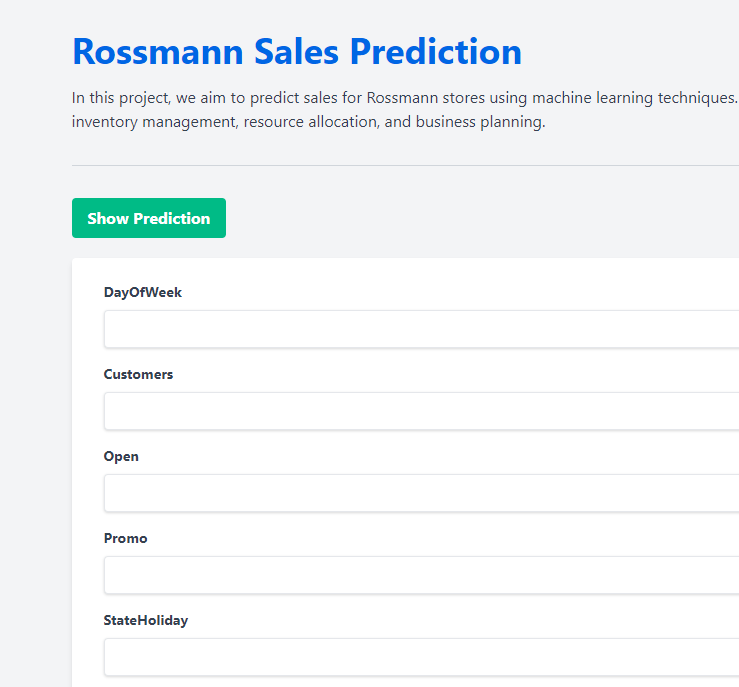 Rossmann Sales Prediction
In this project, we aim to predict sales for Rossmann stores using machine learning techniques.
inventory management, resource allocation, and business planning.
Show Prediction
DayOfWeek
Customers
Open
Promo
StateHoliday